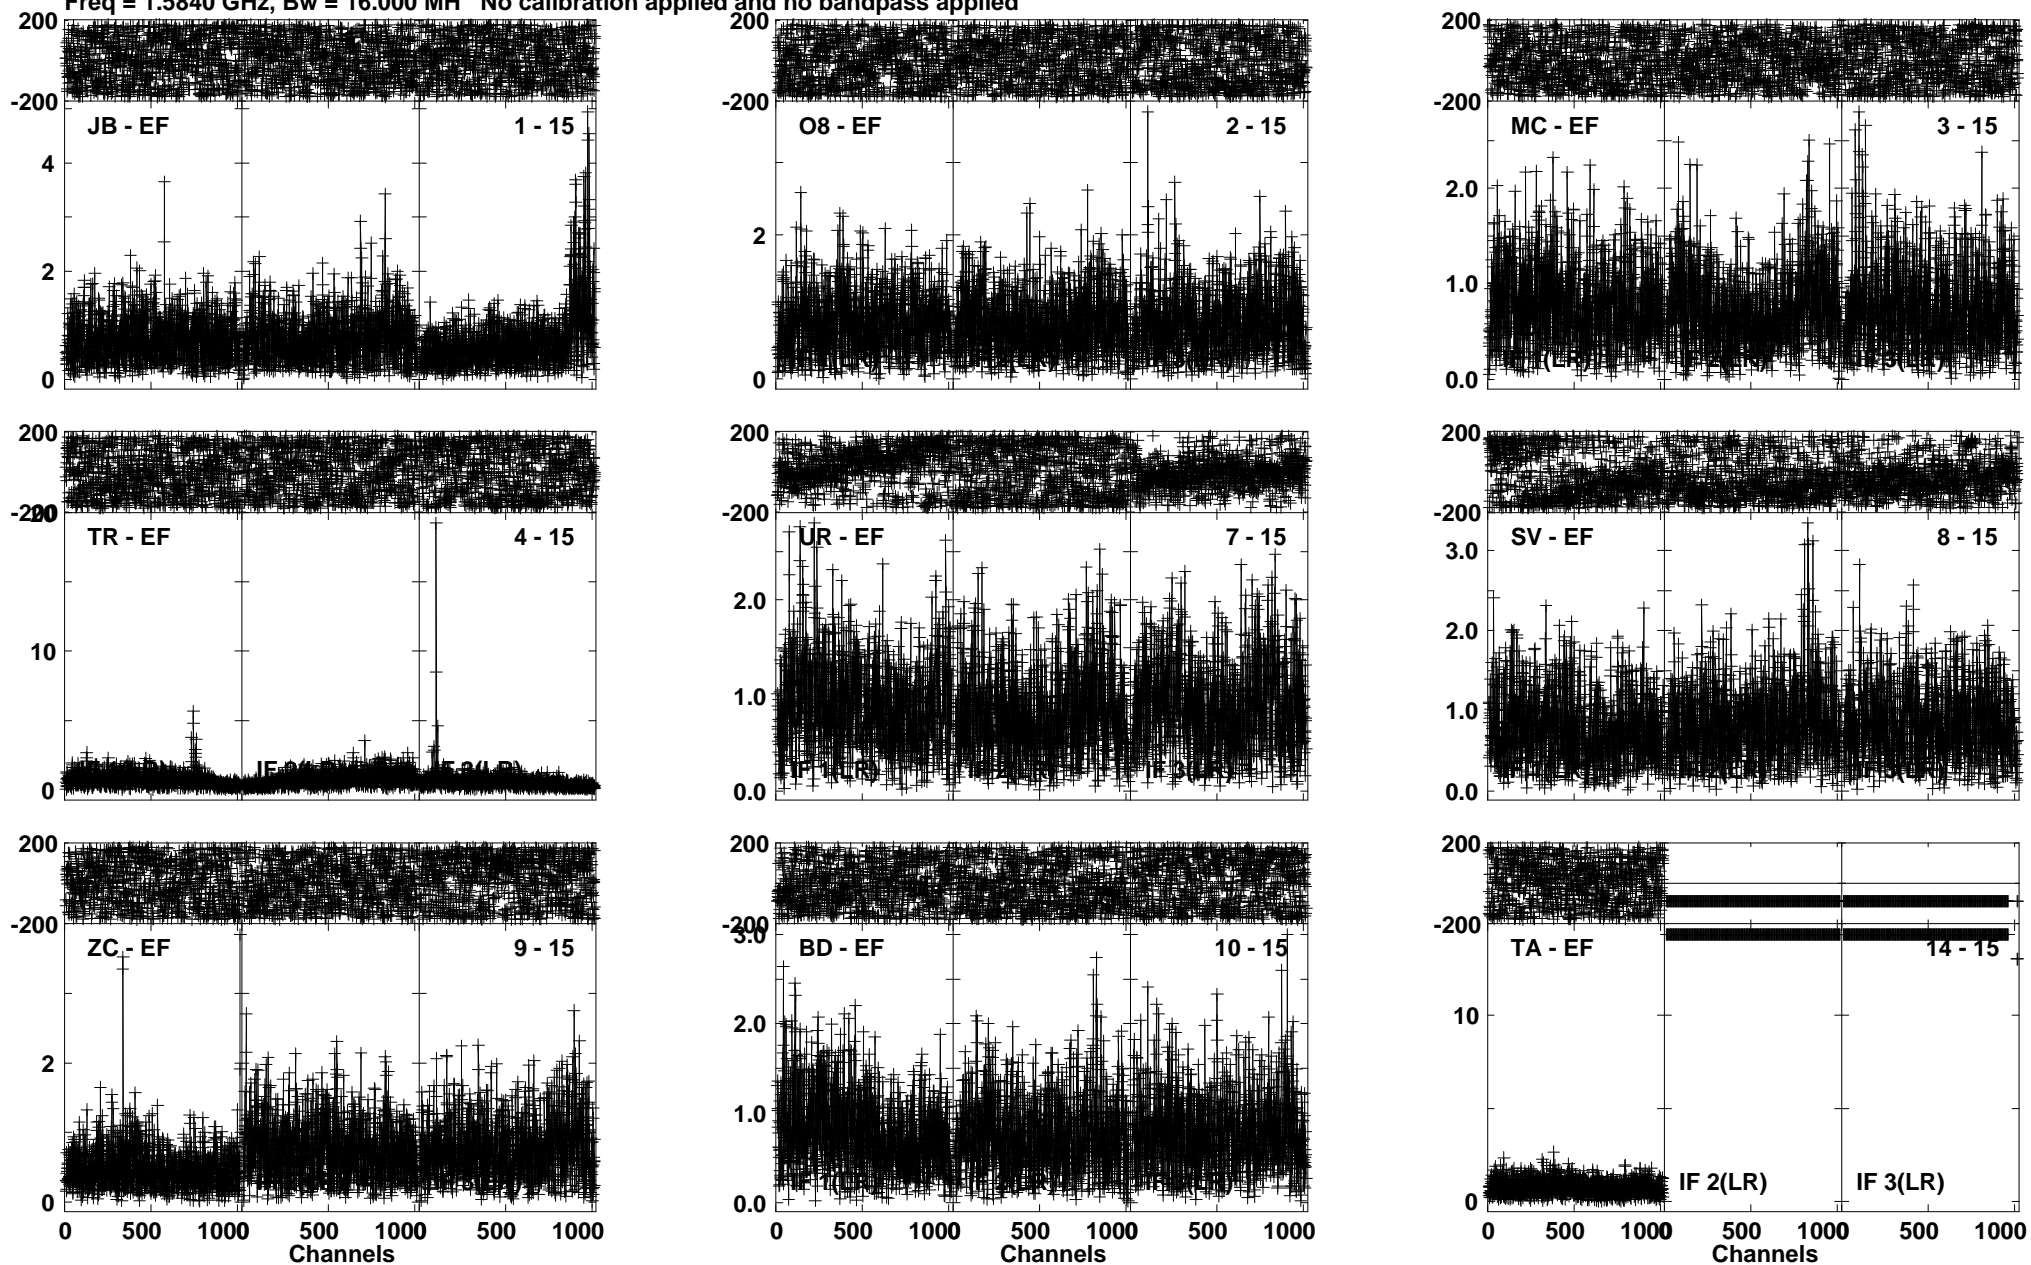 Freq = 1.5840 GHz, Bw = 16.000 MH No calibration applied and no bandpass applied
200 200 200
-200 -200 -200
JB - EF 1 - 15 O8 - EF 2 - 15 MC - EF 3 - 15
4
2 2 2.0
1.0
0 0 0.0
200 200 200
-200 -200 -200
20
TR - EF 4 - 15 UR - EF 7 - 15 SV - EF 8 - 15
3.0
10 2.0 2.0
1.0 1.0
IF 1(LR) IF 3(LR)
0 0.0 0.0
200 200 200
-200 -200 -200
3.0
ZC - EF 9 - 15 BD - EF 10 - 15 TA - EF 14 - 15
2 2.0 10
1.0
IF 2(LR) IF 3(LR)
0 0.0 0
0 500 1000 500 1000 500 0 500 1000 500 1000 500 0 500 1000 500 1000 500 1000
Channels Channels Channels